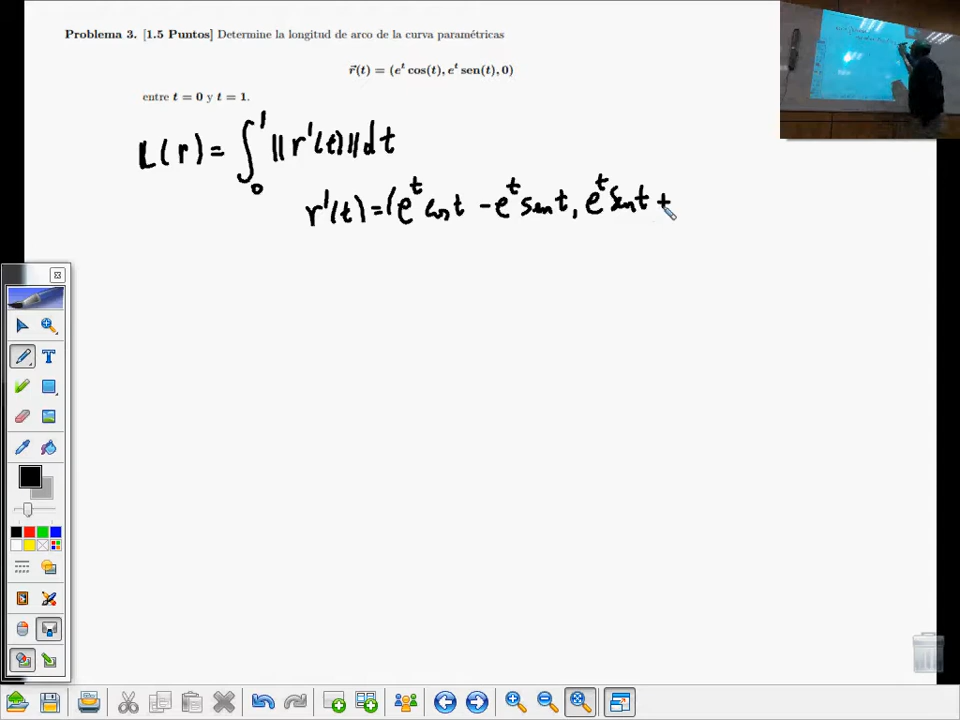 Problema 3. [1.5 Puntos] Determine la longitud de arco de la curva paramétricas
r⃗(t) = (e^t cos(t), e^t sen(t), 0)
entre t = 0 y t = 1.
L(r) = ∫_0^1 ||r'(t)|| dt
r'(t) = (e^t cos t - e^t sen t, e^t sen t +